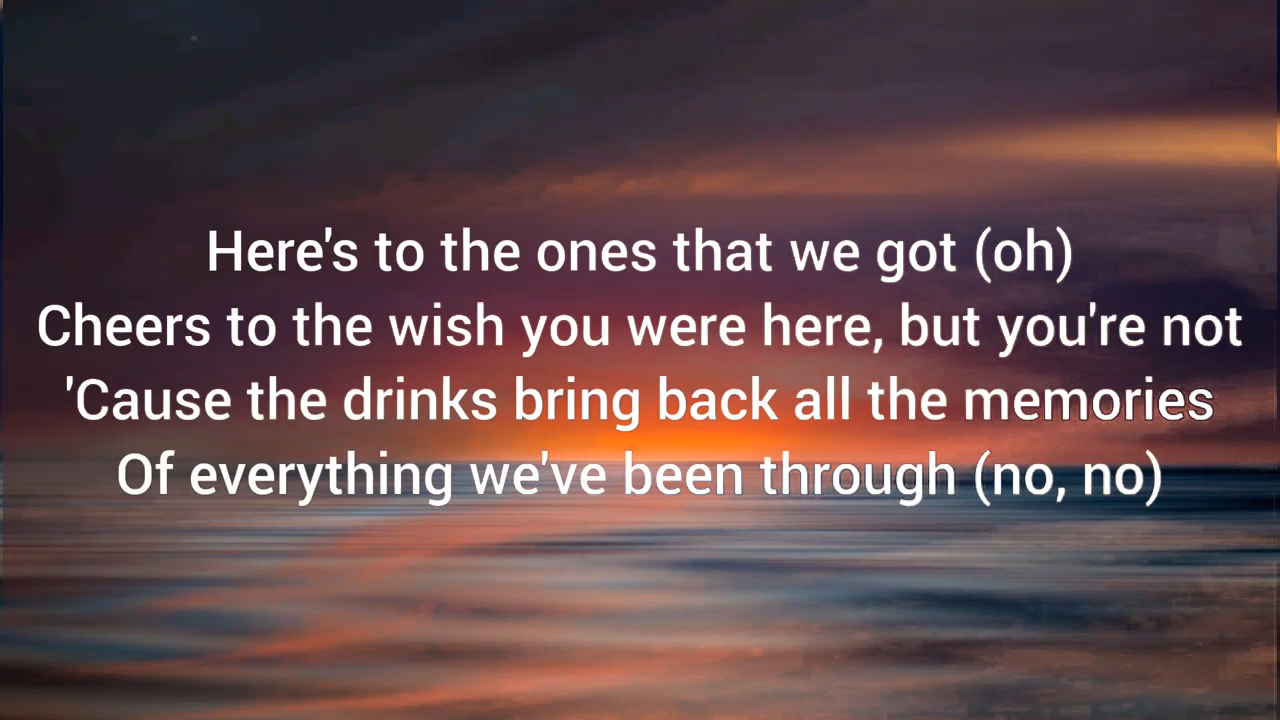 Here's to the ones that we got (oh)
Cheers to the wish you were here, but you're not
'Cause the drinks bring back all the memories
Of everything we've been through (no, no)